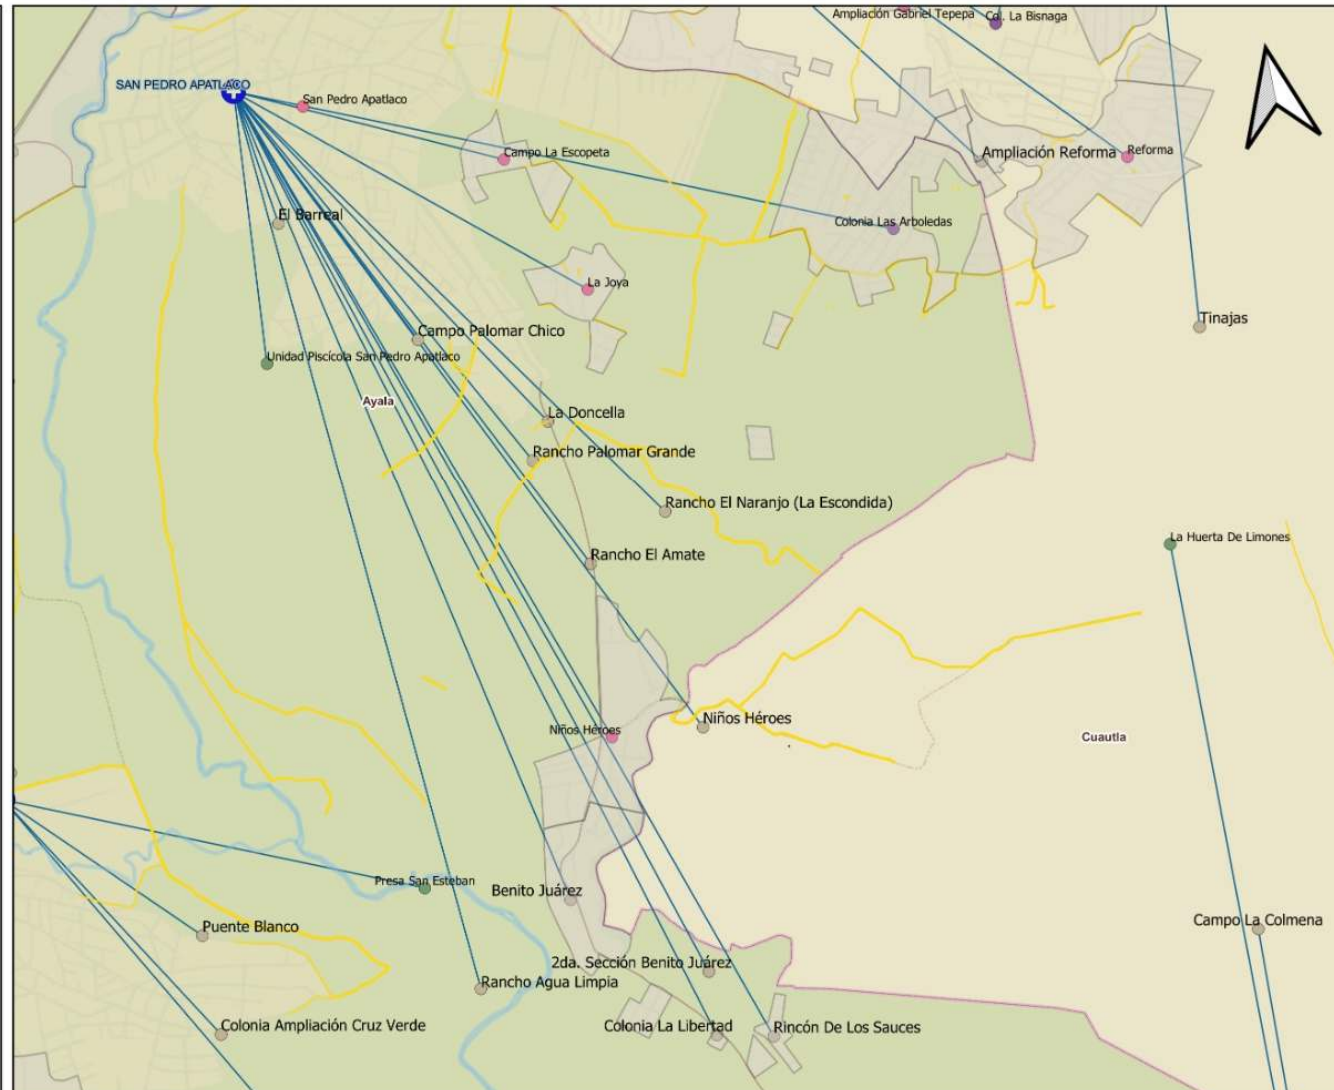 Ampliación Gabriel Tepepa
Col. La Bisnaga
SAN PEDRO APATLACO
San Pedro Apatlaco
Campo La Escopeta
Ampliación Reforma
Reforma
El Barreal
Colonia Las Arboledas
La Joya
Tinajas
Campo Palomar Chico
Unidad Piscícola San Pedro Apatlaco
Ayala
La Doncella
Rancho Palomar Grande
Rancho El Naranjo (La Escondida)
La Huerta De Limones
Rancho El Amate
Niños Héroes
Niños Héroes
Cuautla
Presa San Esteban
Benito Juárez
Puente Blanco
Campo La Colmena
2da. Sección Benito Juárez
Rancho Agua Limpia
Colonia Ampliación Cruz Verde
Colonia La Libertad
Rincón De Los Sauces